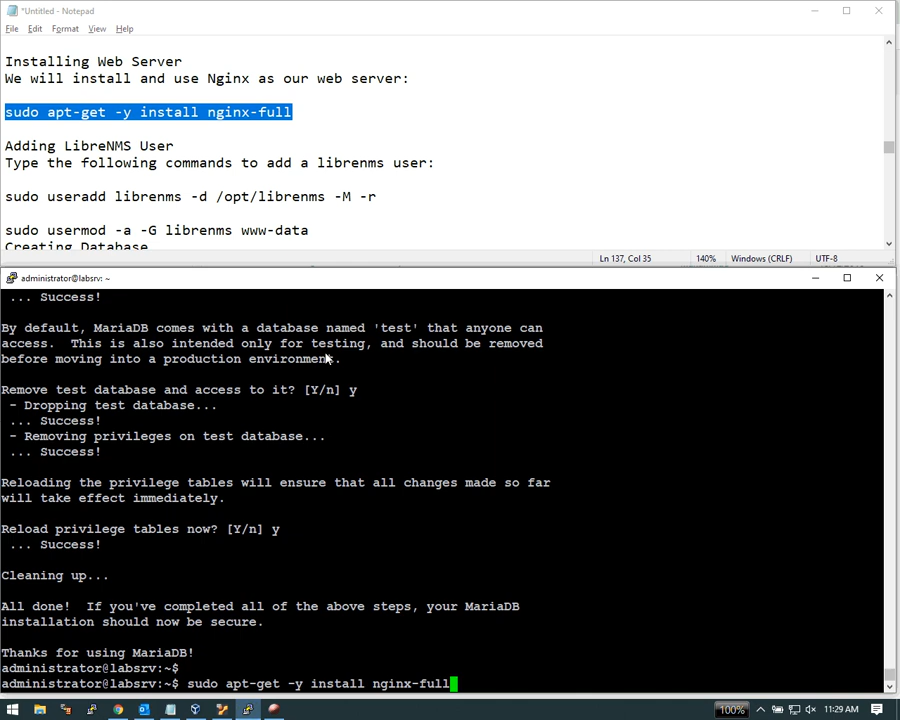 *Untitled - Notepad
File Edit Format View Help
Installing Web Server
We will install and use Nginx as our web server:
sudo apt-get -y install nginx-full
Adding LibreNMS User
Type the following commands to add a librenms user:
sudo useradd librenms -d /opt/librenms -M -r
sudo usermod -a -G librenms www-data
Creating Database
Ln 137, Col 35 140% Windows (CRLF) UTF-8
administrator@labsrv: ~
... Success!
By default, MariaDB comes with a database named 'test' that anyone can
access.  This is also intended only for testing, and should be removed
before moving into a production environment.
Remove test database and access to it? [Y/n] y
- Dropping test database...
... Success!
- Removing privileges on test database...
... Success!
Reloading the privilege tables will ensure that all changes made so far
will take effect immediately.
Reload privilege tables now? [Y/n] y
... Success!
Cleaning up...
All done!  If you've completed all of the above steps, your MariaDB
installation should now be secure.
Thanks for using MariaDB!
administrator@labsrv:~$
administrator@labsrv:~$ sudo apt-get -y install nginx-full
100% 11:29 AM